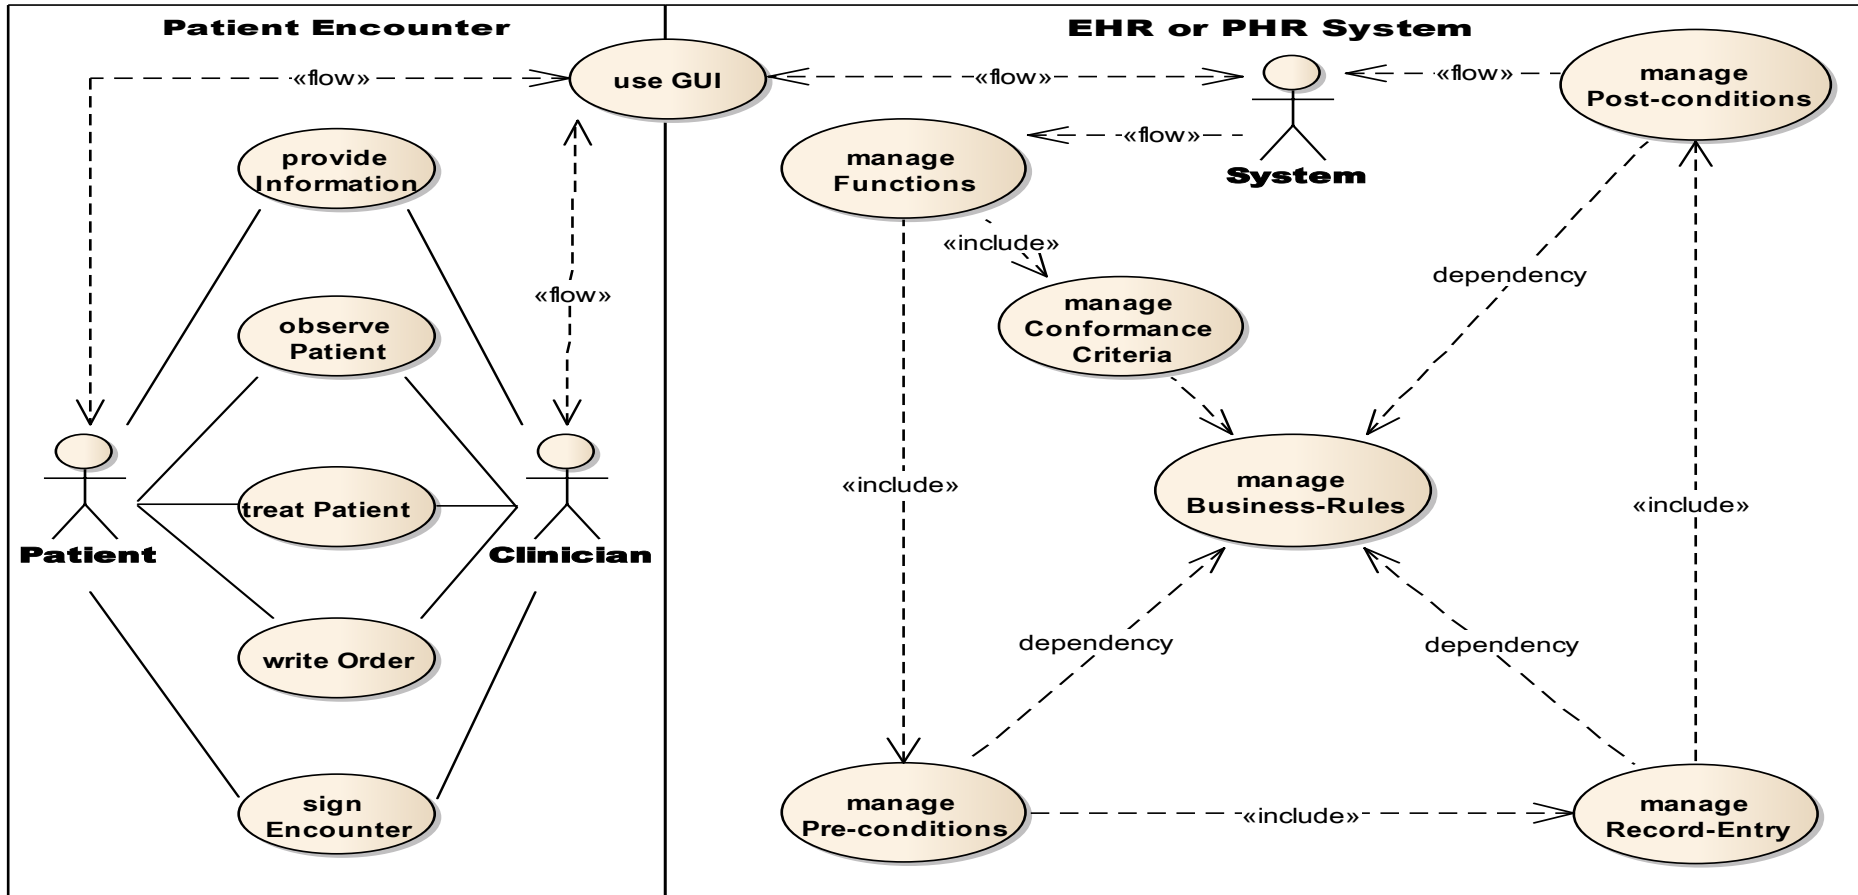 Patient Encounter
EHR or PHR System
«flow»
use GUI
«flow»
«flow»
manage
Post-conditions
«flow»
System
provide
Information
manage
Functions
«include»
«flow»
dependency
observe
Patient
manage
Conformance
Criteria
manage
Business-Rules
«include»
«include»
treat Patient
Patient
Clinician
dependency
dependency
write Order
sign
Encounter
manage
Pre-conditions
«include»
manage
Record-Entry